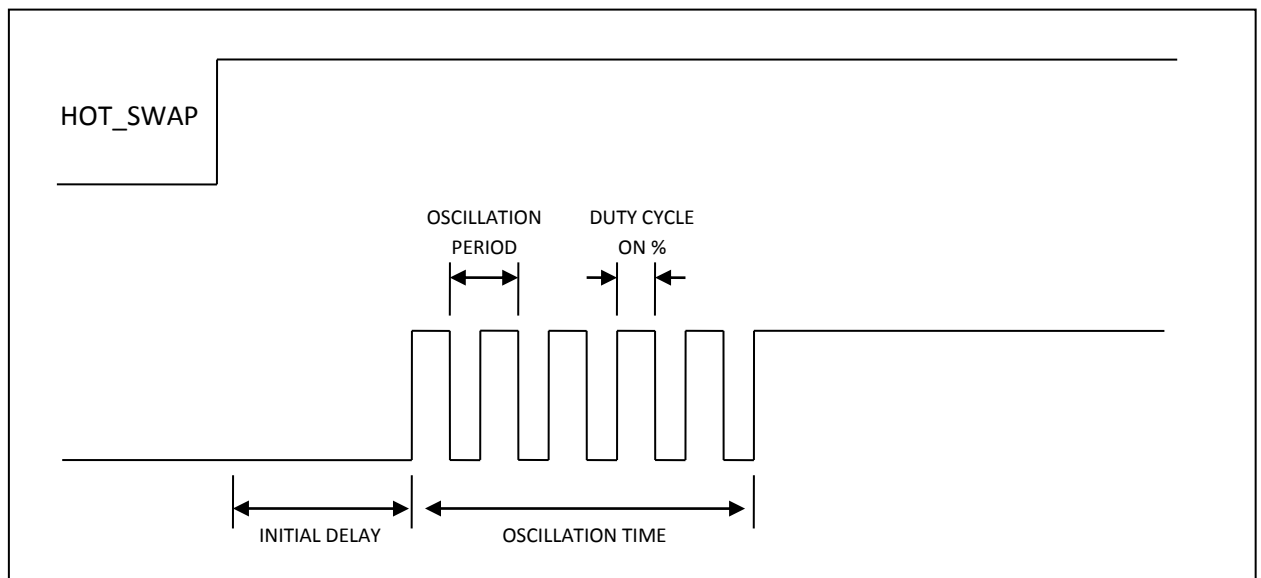 HOT_SWAP
OSCILLATION
PERIOD
DUTY CYCLE
ON %
INITIAL DELAY
OSCILLATION TIME